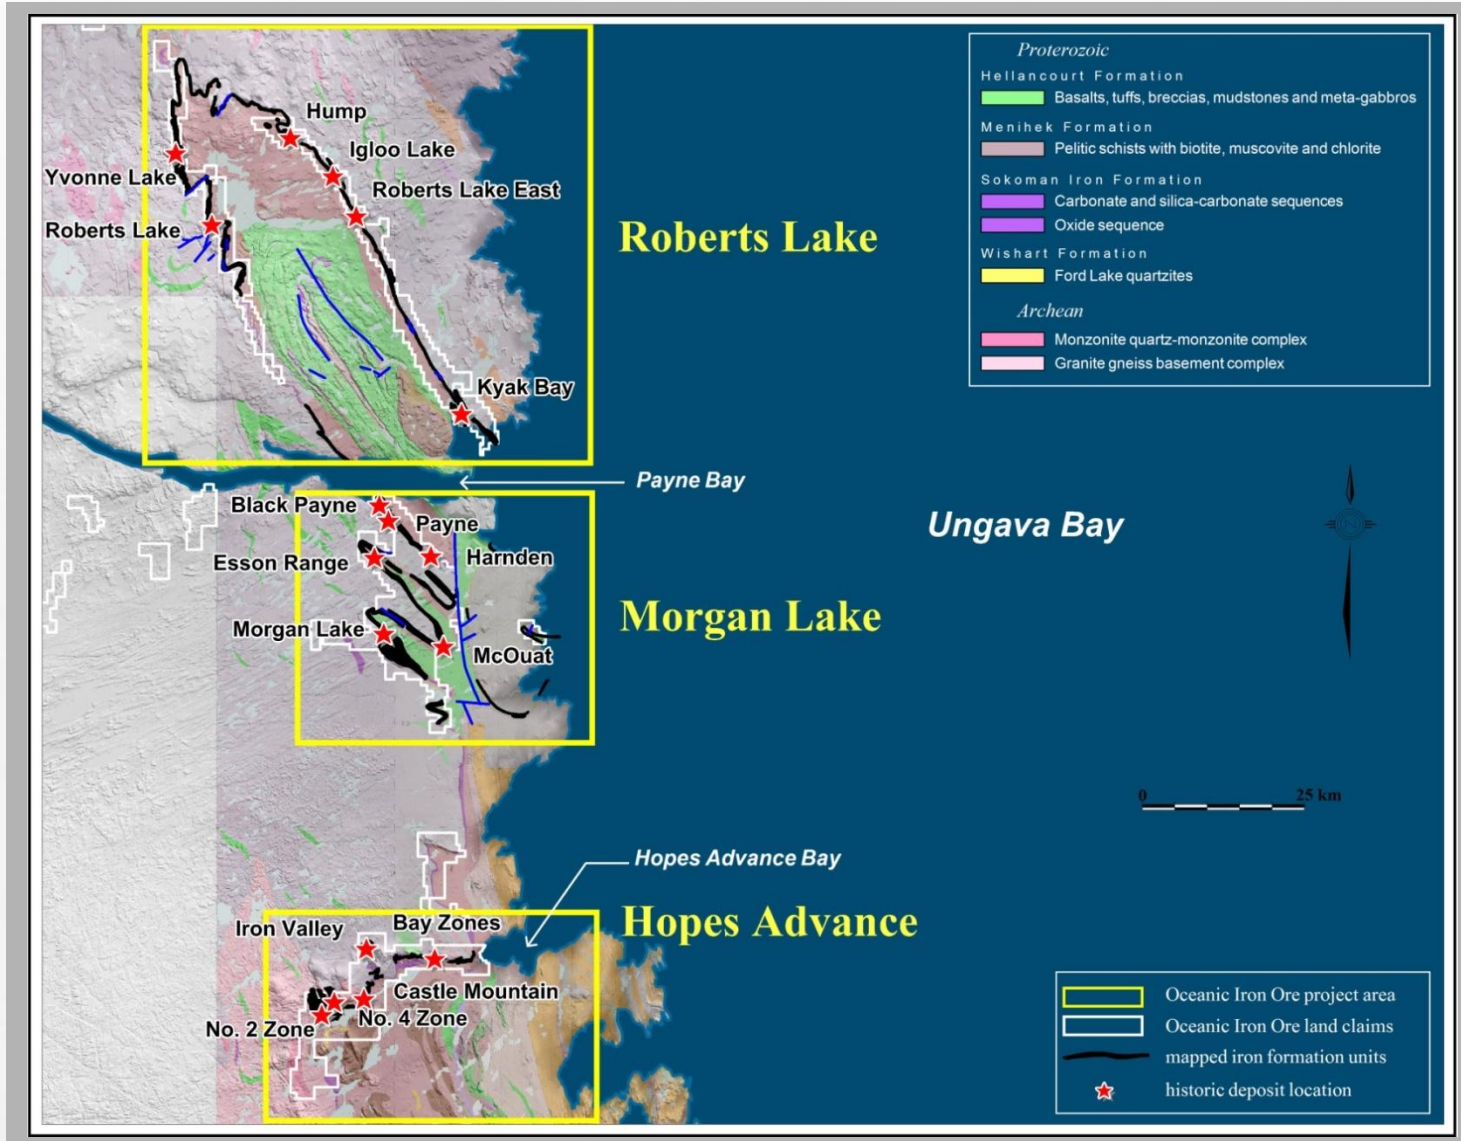 Proterozoic
Hellancourt Formation
Basalts, tuffs, breccias, mudstones and meta-gabbros
Menihek Formation
Pelitic schists with biotite, muscovite and chlorite
Sokoman Iron Formation
Carbonate and silica-carbonate sequences
Oxide sequence
Wishart Formation
Ford Lake quartzites
Archean
Monzonite quartz-monzonite complex
Granite gneiss basement complex
Hump
Igloo Lake
Yvonne Lake
Roberts Lake East
Roberts Lake
Roberts Lake
Kyak Bay
Payne Bay
Black Payne
Payne
Ungava Bay
Esson Range
Harnden
Morgan Lake
Morgan Lake
McOuat
0 25 km
Hopes Advance Bay
Hopes Advance
Iron Valley
Bay Zones
Castle Mountain
No. 2 Zone
No. 4 Zone
Oceanic Iron Ore project area
Oceanic Iron Ore land claims
mapped iron formation units
historic deposit location